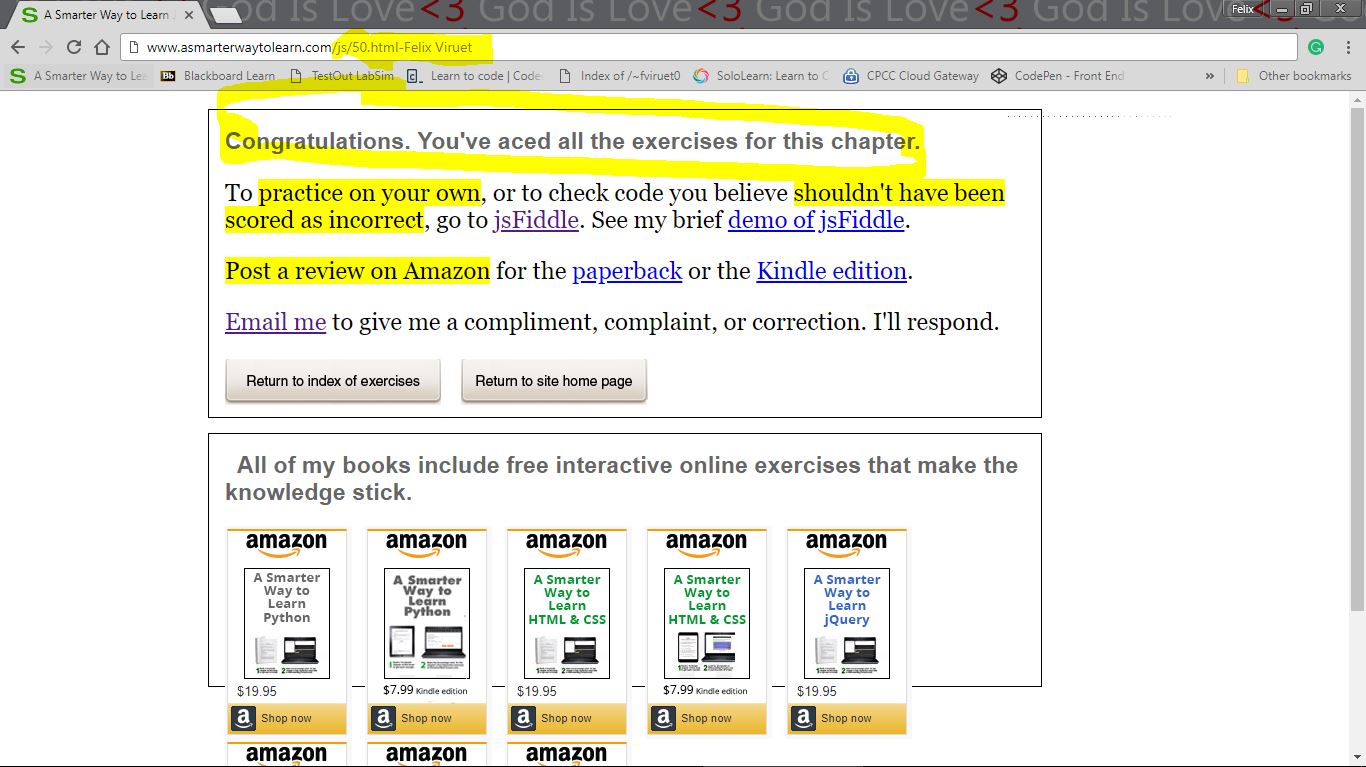 God Is Love<3 God Is Love<3 God Is Love<3 God Is Love<3 Go
A Smarter Way to Learn
Felix
www.asmarterwaytolearn.com/js/50.html-Felix Viruet
A Smarter Way to Le
Blackboard Learn
TestOut LabSim
Learn to code | Code
Index of /~fviruet0
SoloLearn: Learn to C
CPCC Cloud Gateway
CodePen - Front End
»
Other bookmarks
Congratulations. You've aced all the exercises for this chapter.
To practice on your own, or to check code you believe shouldn't have been
scored as incorrect, go to jsFiddle. See my brief demo of jsFiddle.
Post a review on Amazon for the paperback or the Kindle edition.
Email me to give me a compliment, complaint, or correction. I'll respond.
Return to index of exercises
Return to site home page
All of my books include free interactive online exercises that make the
knowledge stick.
amazon amazon amazon amazon amazon
A Smarter
Way to
Learn
Python
A Smarter
Way to
Learn
Python
A Smarter
Way to
Learn
HTML & CSS
A Smarter
Way to
Learn
HTML & CSS
A Smarter
Way to
Learn
jQuery
$19.95
$7.99 Kindle edition
$19.95
$7.99 Kindle edition
$19.95
Shop now
Shop now
Shop now
Shop now
Shop now
amazon amazon amazon